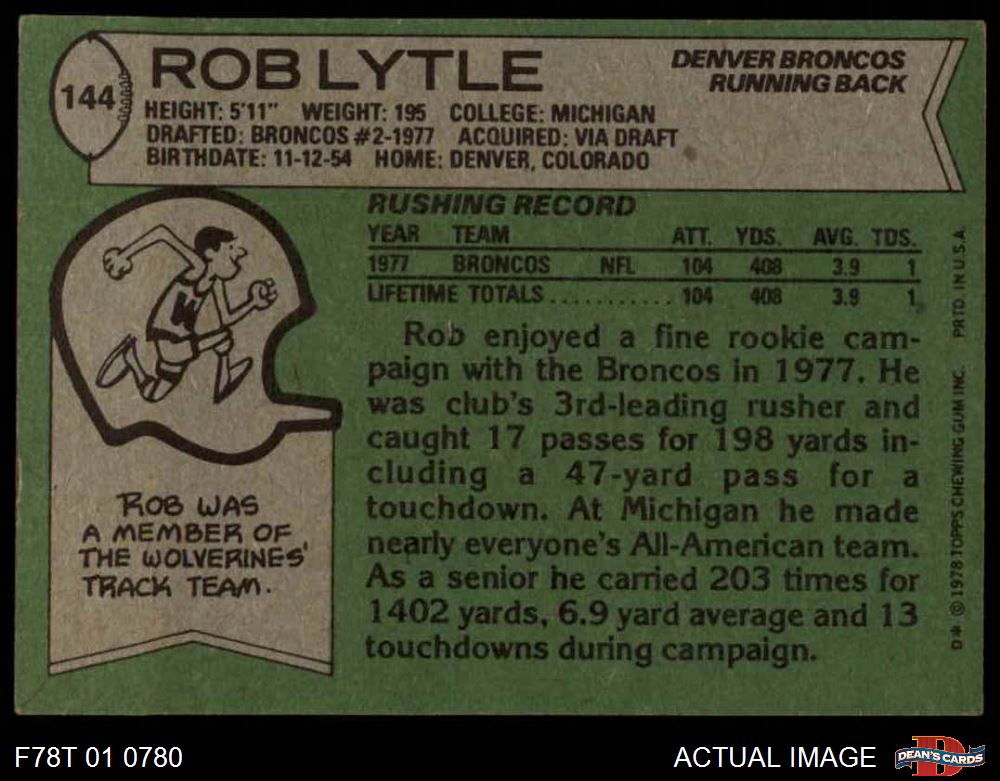 144
ROB LYTLE
DENVER BRONCOS
RUNNING BACK
HEIGHT: 5'11" WEIGHT: 195 COLLEGE: MICHIGAN
DRAFTED: BRONCOS #2-1977 ACQUIRED: VIA DRAFT
BIRTHDATE: 11-12-54 HOME: DENVER, COLORADO
RUSHING RECORD
YEAR TEAM ATT. YDS. AVG. TDS.
1977 BRONCOS NFL 104 408 3.9 1
LIFETIME TOTALS ............ 104 408 3.9 1
Rob enjoyed a fine rookie cam-
paign with the Broncos in 1977. He
was club's 3rd-leading rusher and
caught 17 passes for 198 yards in-
cluding a 47-yard pass for a
touchdown. At Michigan he made
nearly everyone's All-American team.
As a senior he carried 203 times for
1402 yards, 6.9 yard average and 13
touchdowns during campaign.
W
ROB WAS
A MEMBER OF
THE WOLVERINES'
TRACK TEAM.
D* © 1978 TOPPS CHEWING GUM INC. PRTD. IN U.S.A.
F78T 01 0780
ACTUAL IMAGE
D
DEAN'S CARDS